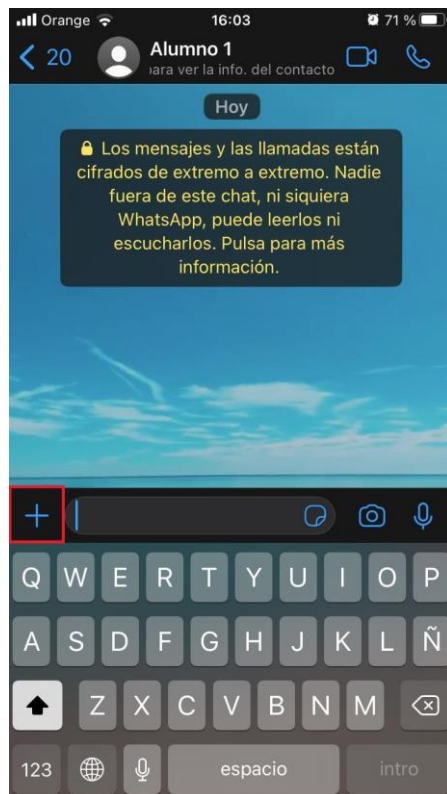 Orange 16:03 71 %
20 Alumno 1
para ver la info. del contacto
Hoy
Los mensajes y las llamadas están
cifrados de extremo a extremo. Nadie
fuera de este chat, ni siquiera
WhatsApp, puede leerlos ni
escucharlos. Pulsa para más
información.
Q W E R T Y U I O P
A S D F G H J K L Ñ
Z X C V B N M
123 espacio intro